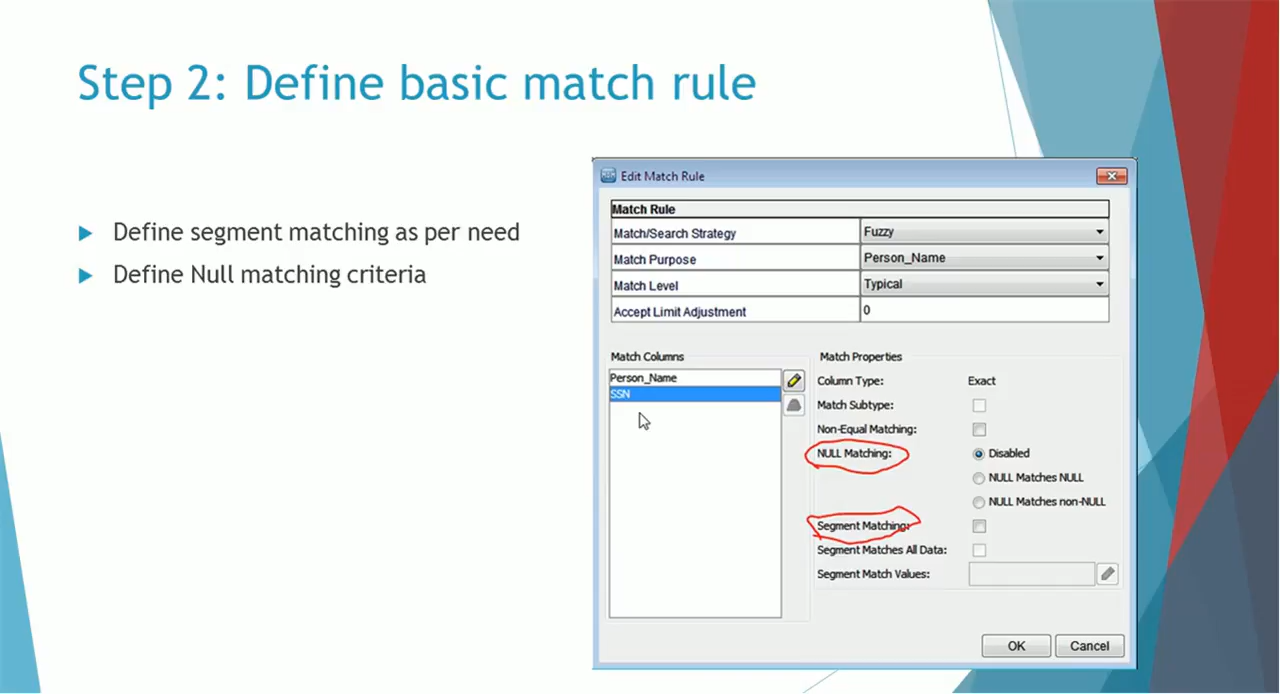 Step 2: Define basic match rule
Define segment matching as per need
Define Null matching criteria
Edit Match Rule
Match Rule
Match/Search Strategy Fuzzy
Match Purpose Person_Name
Match Level Typical
Accept Limit Adjustment 0
Match Columns
Person_Name
SSN
Match Properties
Column Type: Exact
Match Subtype:
Non-Equal Matching:
NULL Matching: Disabled
NULL Matches NULL
NULL Matches non-NULL
Segment Matching:
Segment Matches All Data:
Segment Match Values:
OK Cancel